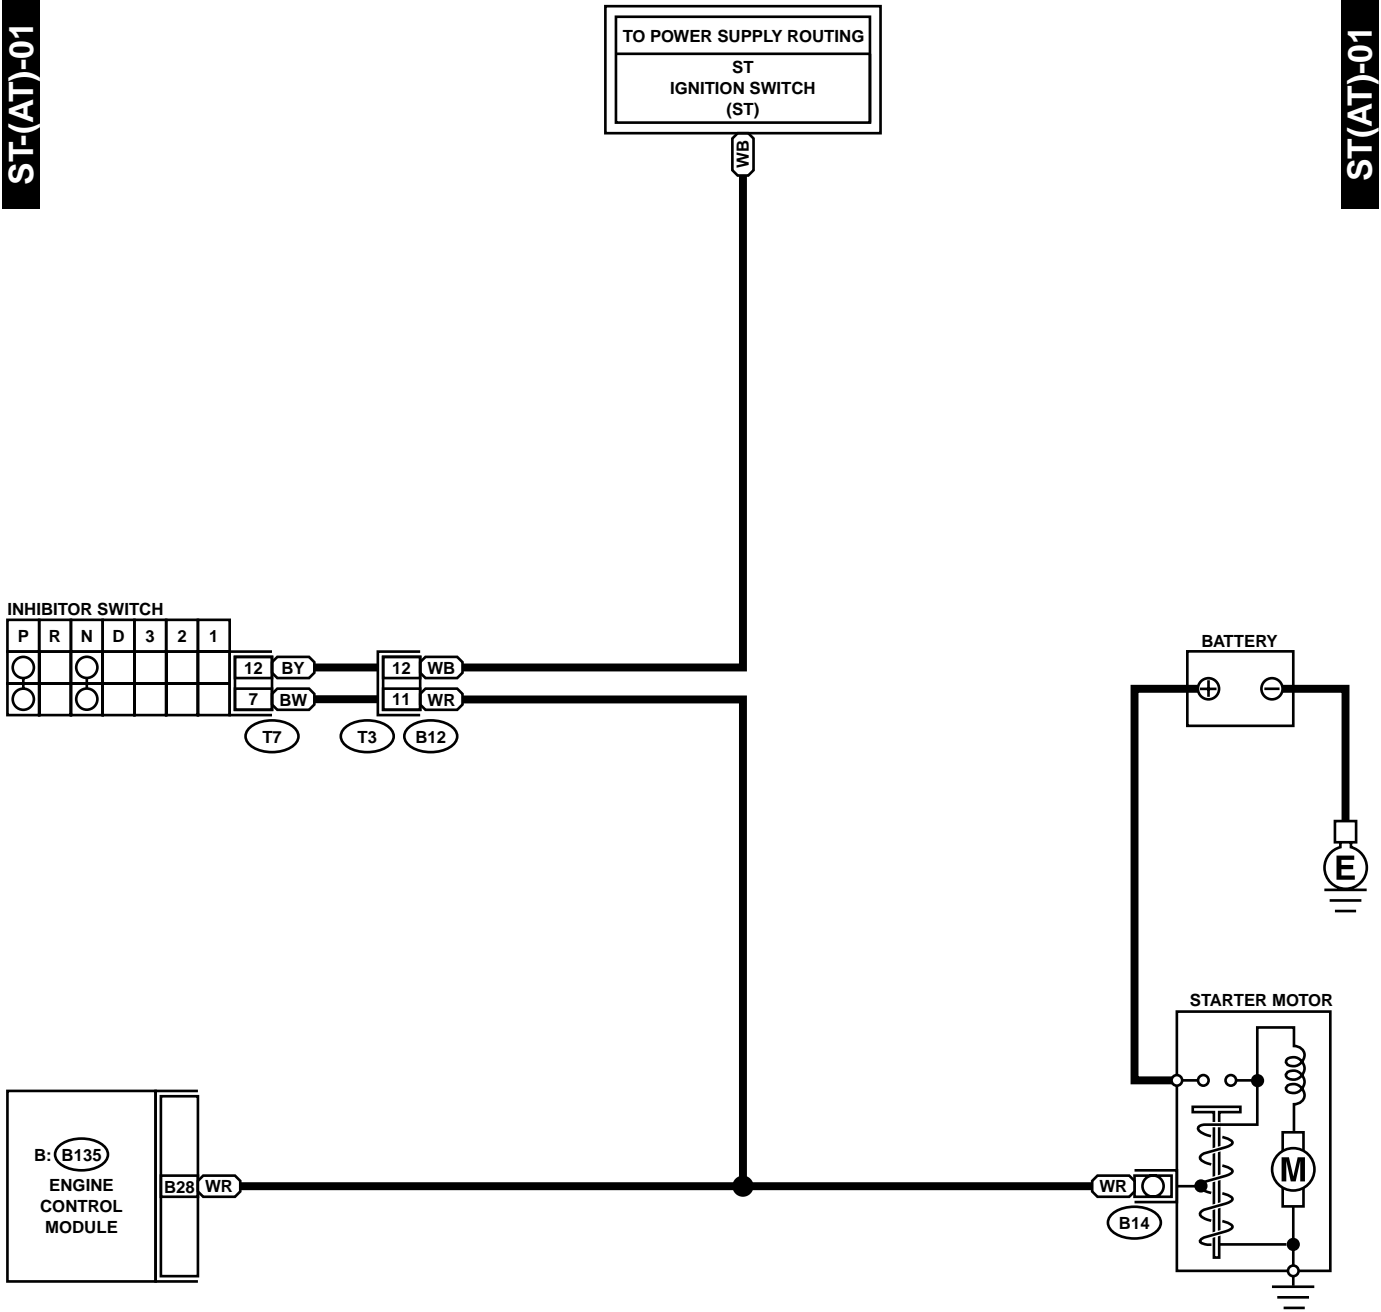 ST-(AT)-01
ST(AT)-01
TO POWER SUPPLY ROUTING
ST
IGNITION SWITCH
(ST)
WB
INHIBITOR SWITCH
P R N D 3 2 1
12 BY 12 WB
7 BW 11 WR
T7 T3 B12
BATTERY
+ −
E
STARTER MOTOR
M
B: B135
ENGINE
CONTROL
MODULE
B28 WR
WR
B14